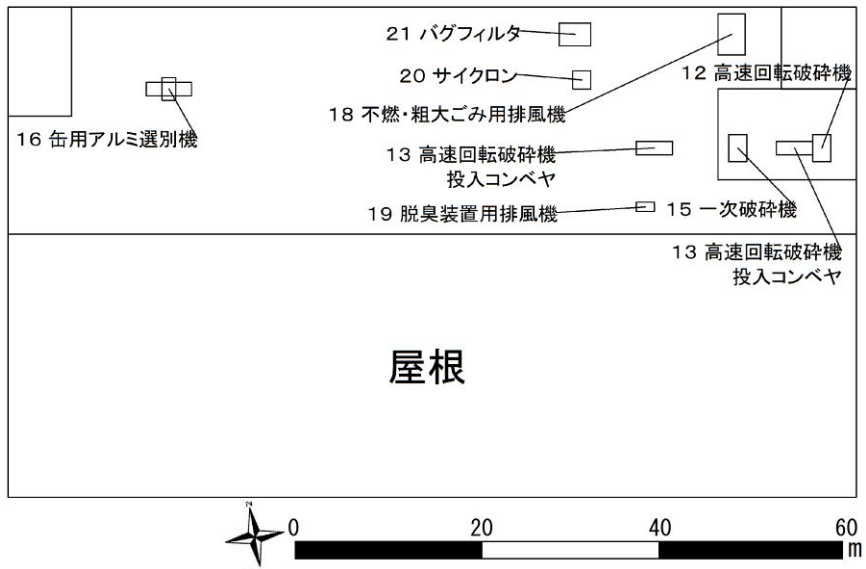 21 バグフィルタ
20 サイクロン
12 高速回転破砕機
18 不燃・粗大ごみ用排風機
16 缶用アルミ選別機
13 高速回転破砕機
投入コンベヤ
19 脱臭装置用排風機
15 一次破砕機
13 高速回転破砕機
投入コンベヤ
屋根
N
0 20 40 60
m